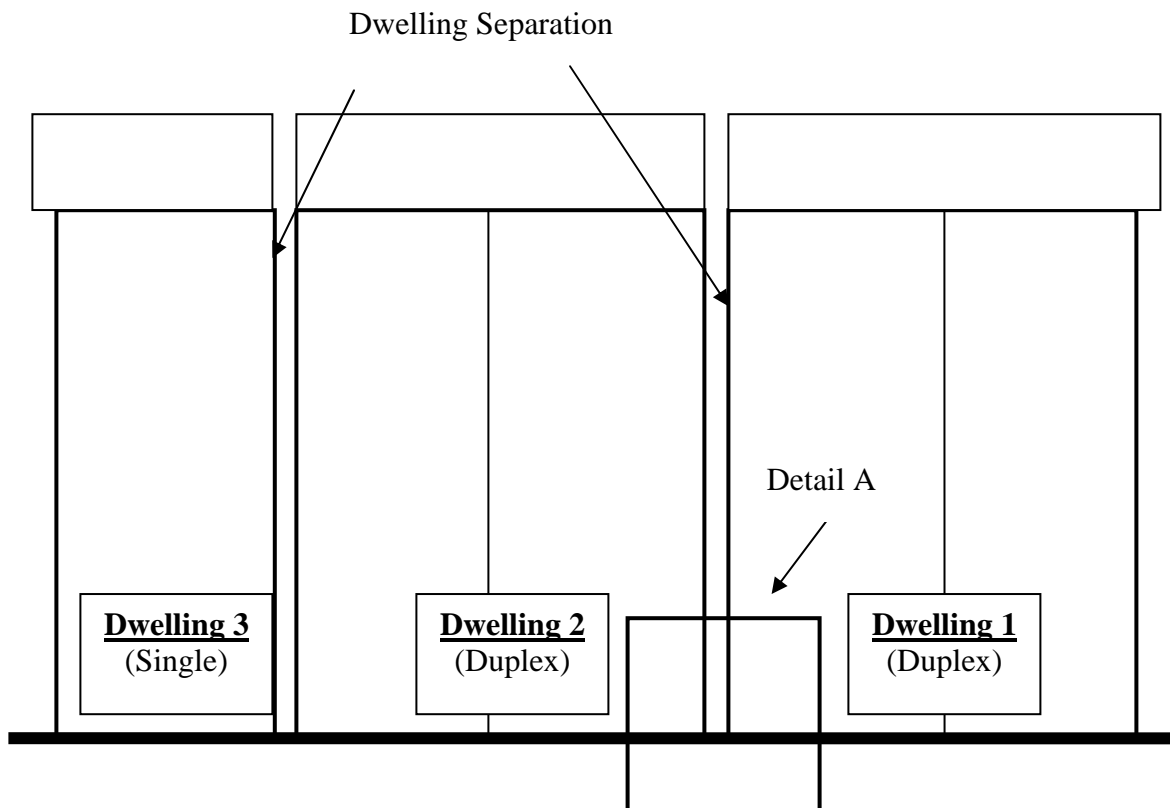 Dwelling Separation
Detail A
Dwelling 3
(Single)
Dwelling 2
(Duplex)
Dwelling 1
(Duplex)